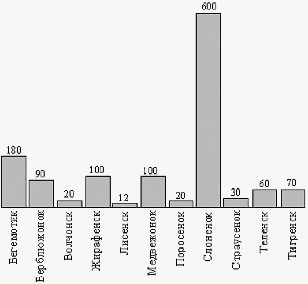 600
180
90
20
100
12
100
20
30
60
70
Бегемотик
Верблюжонок
Волчонок
Жирафенок
Лисенок
Медвежонок
Поросенок
Слоненок
Страусенок
Теленок
Тигренок